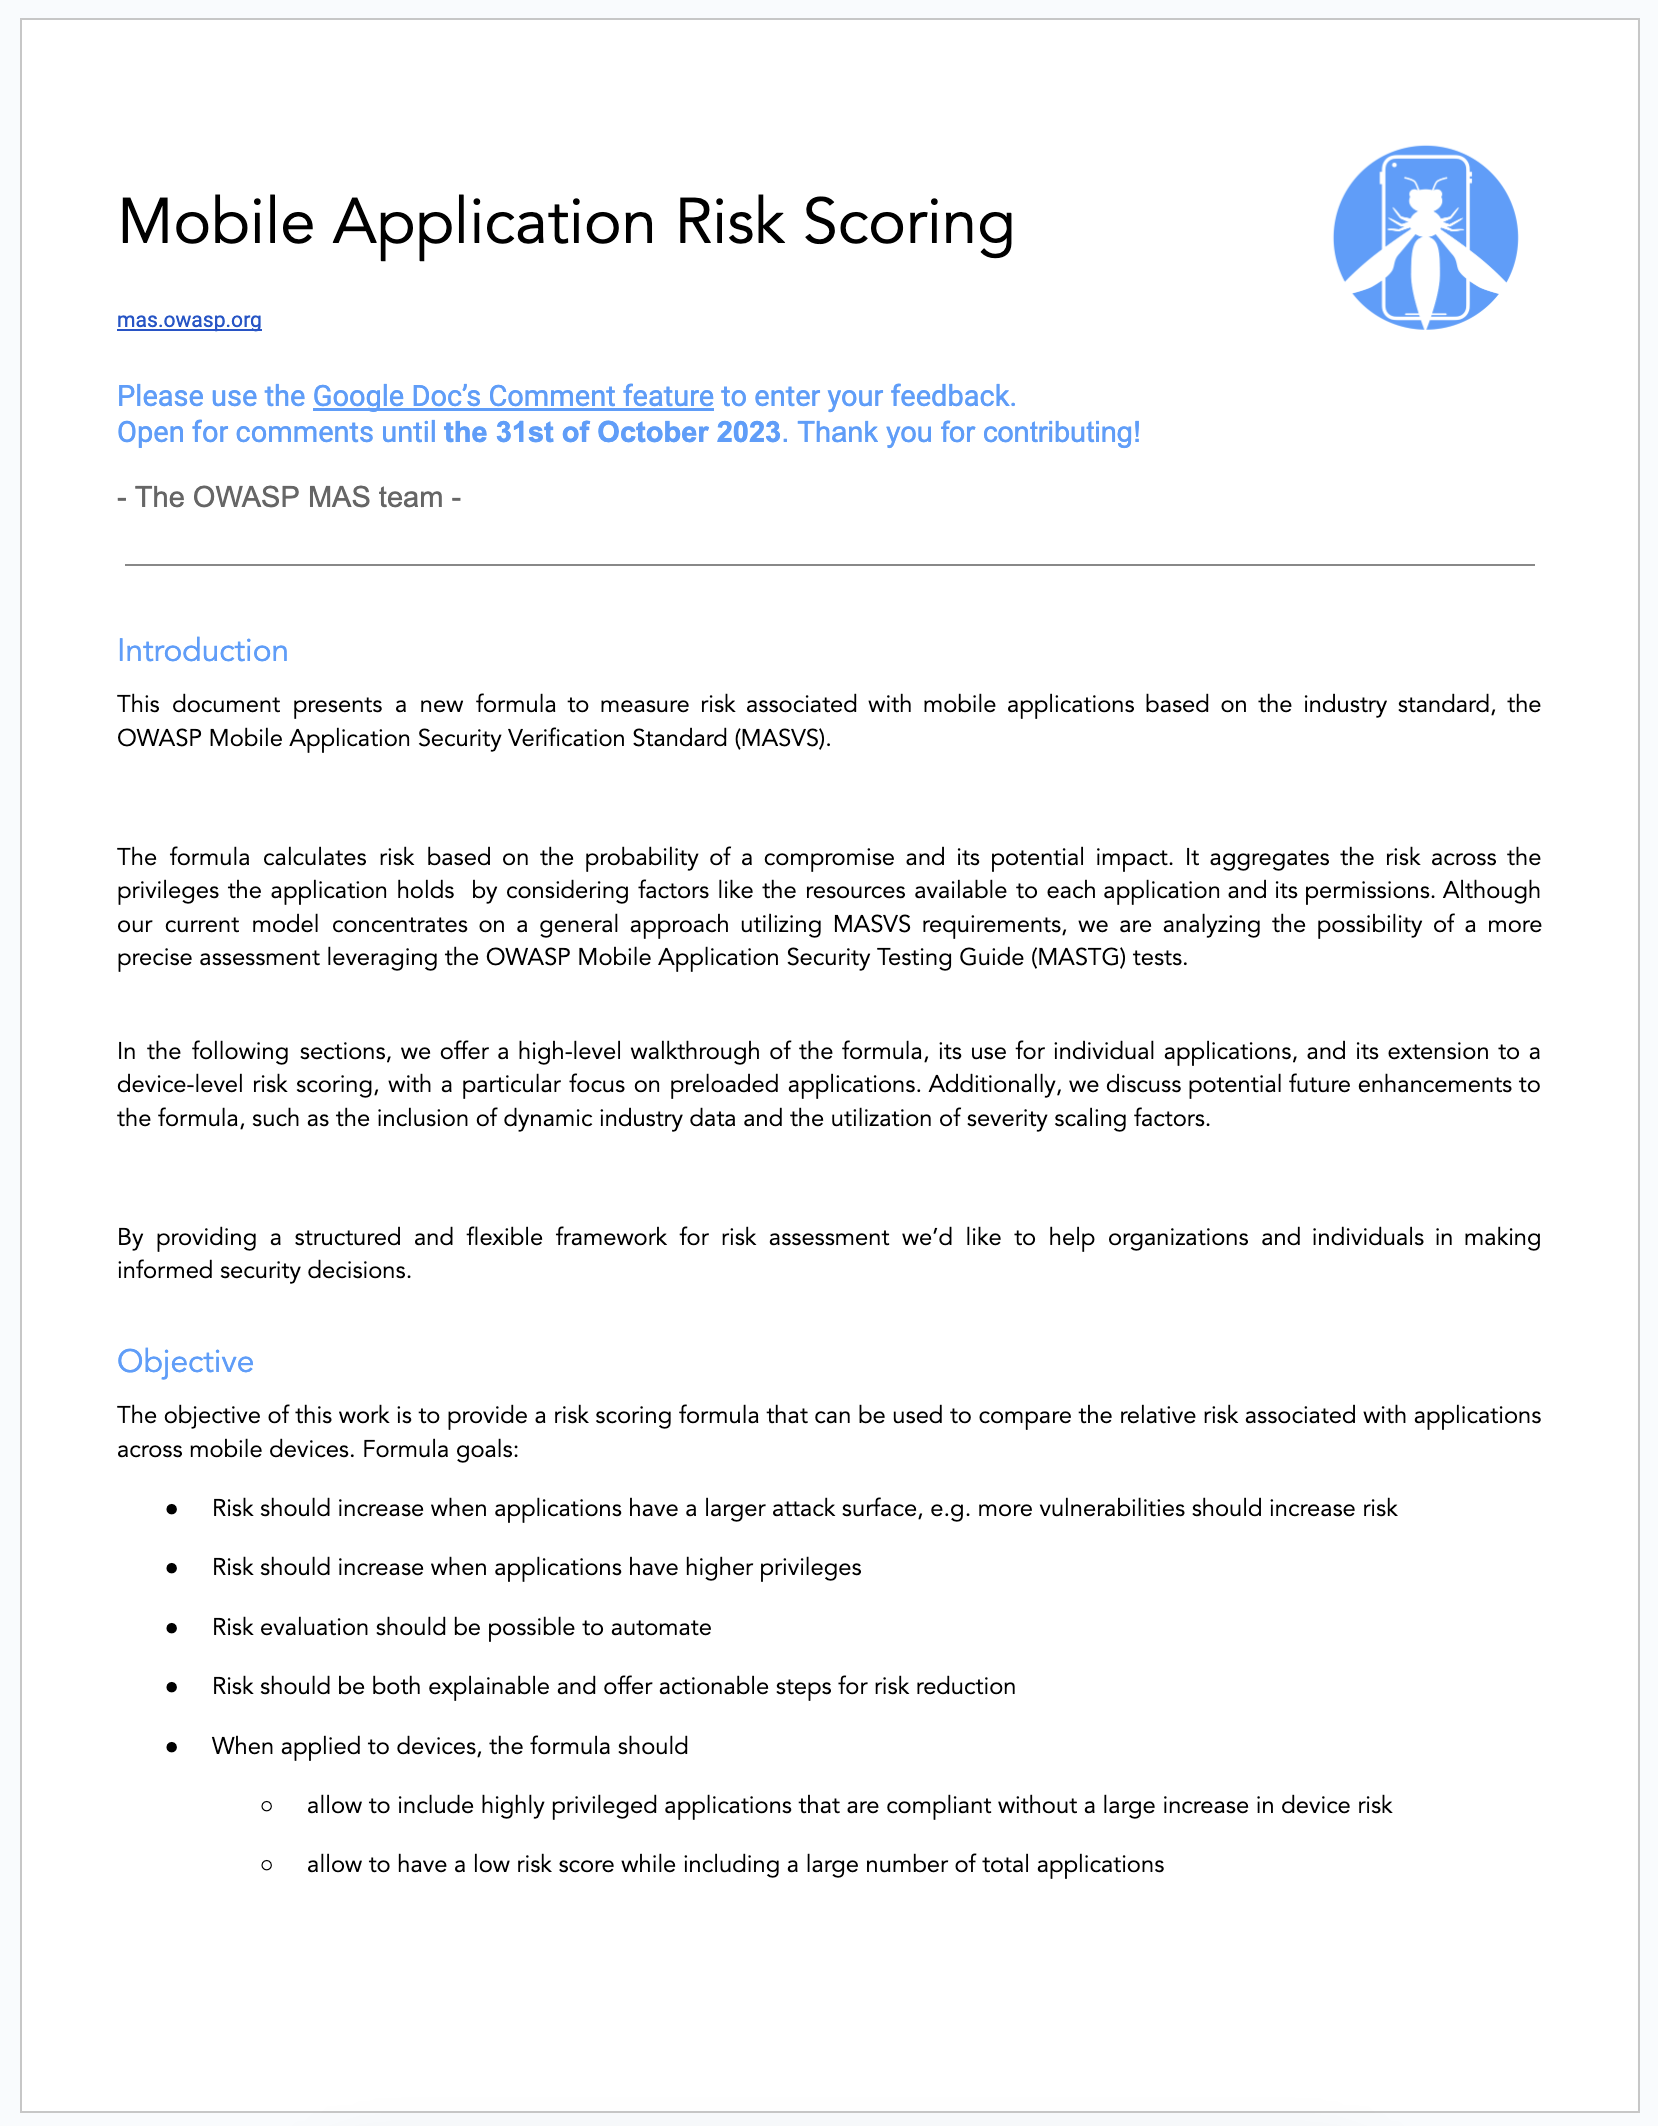 Mobile Application Risk Scoring
mas.owasp.org
Please use the Google Doc’s Comment feature to enter your feedback.
Open for comments until the 31st of October 2023. Thank you for contributing!
- The OWASP MAS team -
Introduction
This document presents a new formula to measure risk associated with mobile applications based on the industry standard, the
OWASP Mobile Application Security Verification Standard (MASVS).
The formula calculates risk based on the probability of a compromise and its potential impact. It aggregates the risk across the
privileges the application holds  by considering factors like the resources available to each application and its permissions. Although
our current model concentrates on a general approach utilizing MASVS requirements, we are analyzing the possibility of a more
precise assessment leveraging the OWASP Mobile Application Security Testing Guide (MASTG) tests.
In the following sections, we offer a high-level walkthrough of the formula, its use for individual applications, and its extension to a
device-level risk scoring, with a particular focus on preloaded applications. Additionally, we discuss potential future enhancements to
the formula, such as the inclusion of dynamic industry data and the utilization of severity scaling factors.
By providing a structured and flexible framework for risk assessment we’d like to help organizations and individuals in making
informed security decisions.
Objective
The objective of this work is to provide a risk scoring formula that can be used to compare the relative risk associated with applications
across mobile devices. Formula goals:
● Risk should increase when applications have a larger attack surface, e.g. more vulnerabilities should increase risk
● Risk should increase when applications have higher privileges
● Risk evaluation should be possible to automate
● Risk should be both explainable and offer actionable steps for risk reduction
● When applied to devices, the formula should
○ allow to include highly privileged applications that are compliant without a large increase in device risk
○ allow to have a low risk score while including a large number of total applications